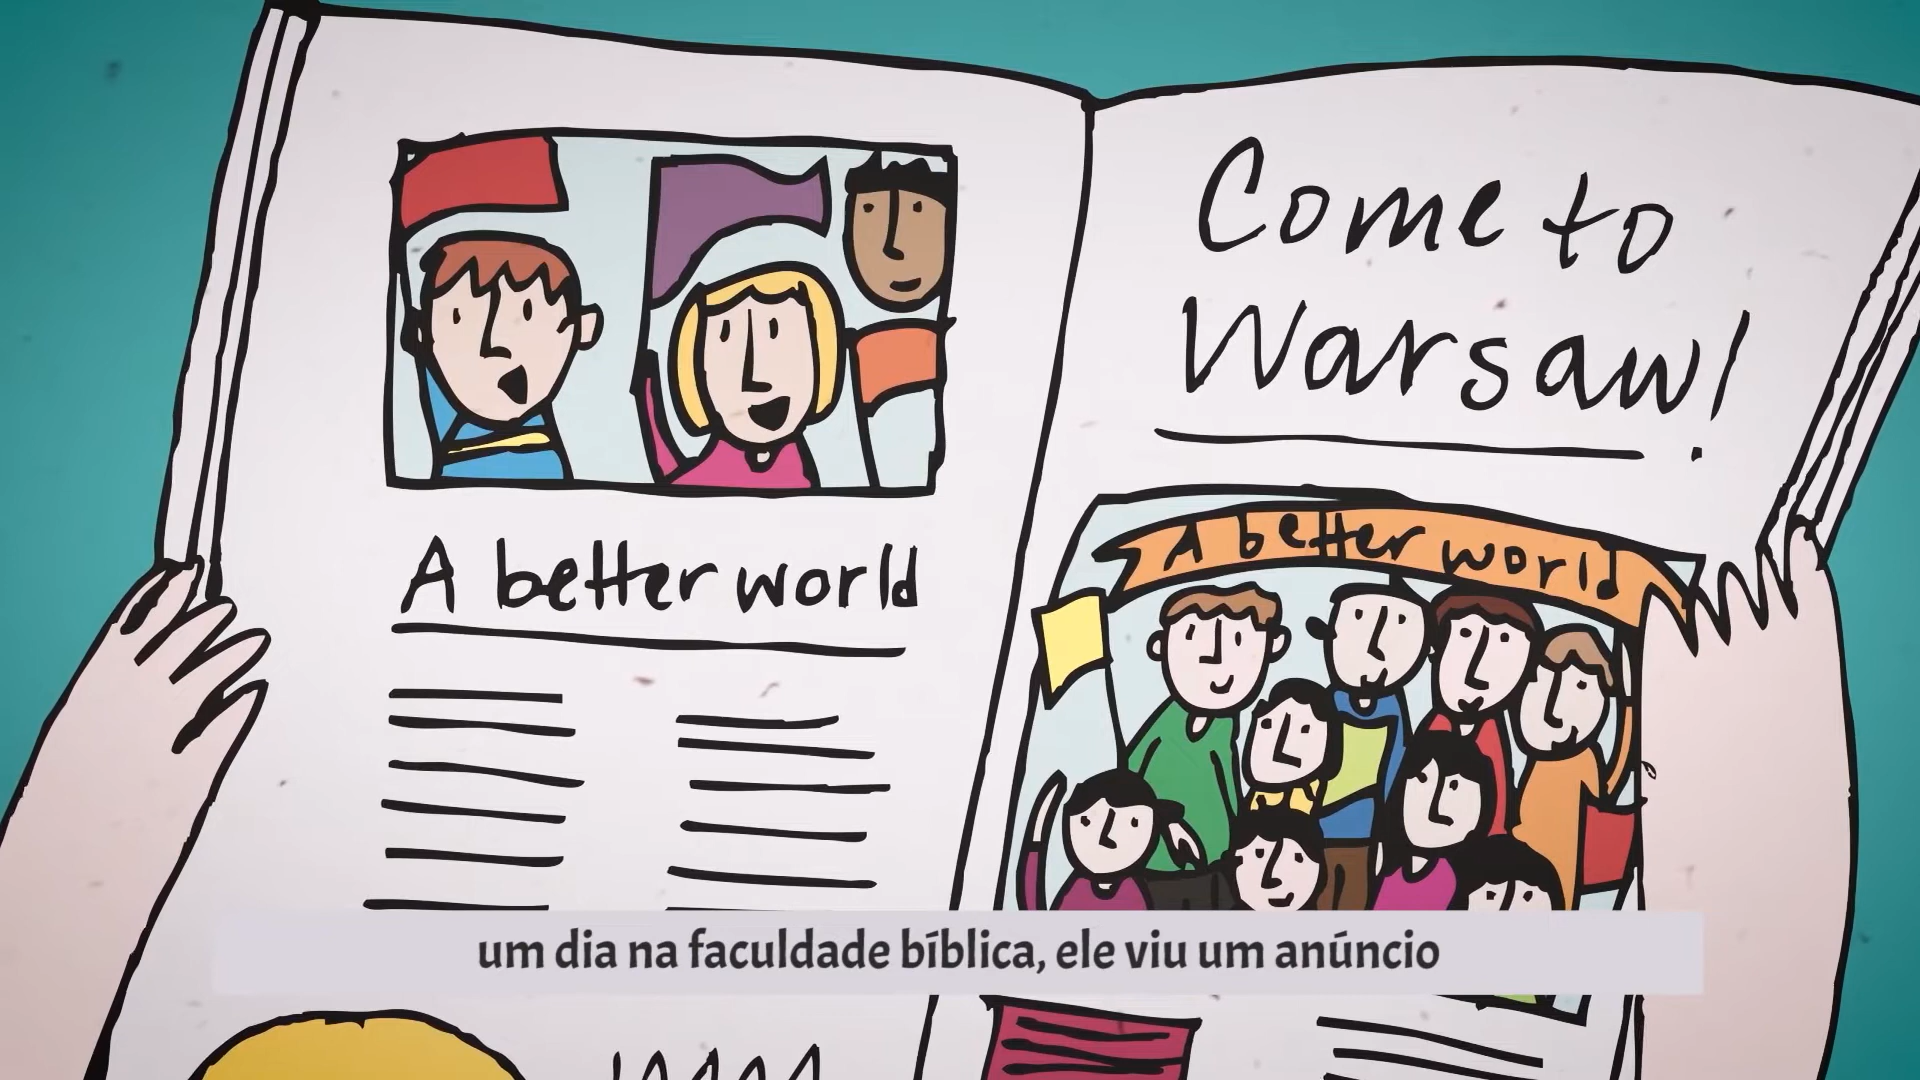 A better world
Come to
Warsaw!
A better world
um dia na faculdade bíblica, ele viu um anúncio